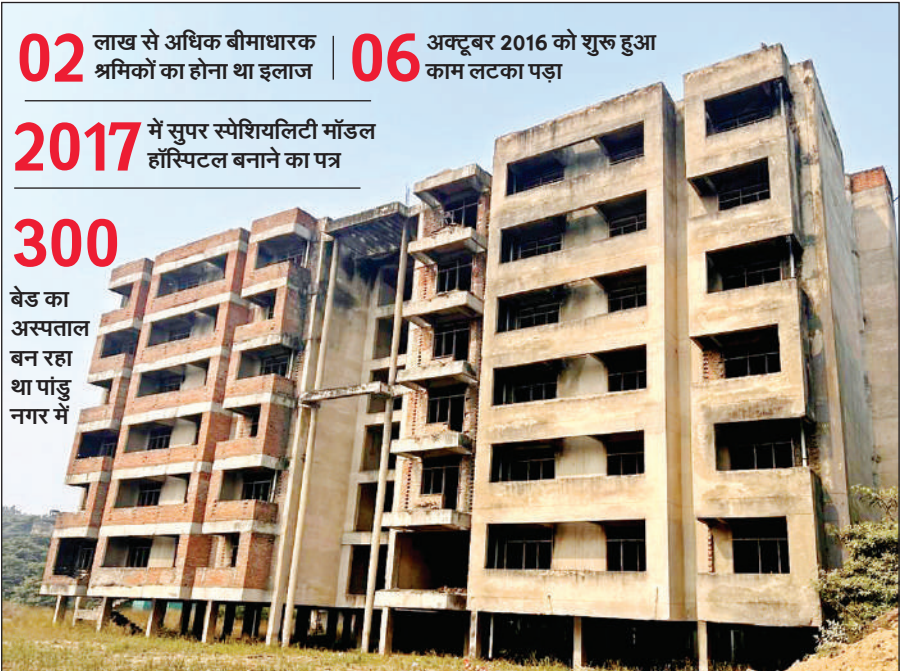 02 लाख से अधिक बीमाधारक
श्रमिकों का होना था इलाज
06 अक्टूबर 2016 को शुरू हुआ
काम लटका पड़ा
2017 में सुपर स्पेशियलिटी मॉडल
हॉस्पिटल बनाने का पत्र
300
बेड का
अस्पताल
बन रहा
था पांडु
नगर में